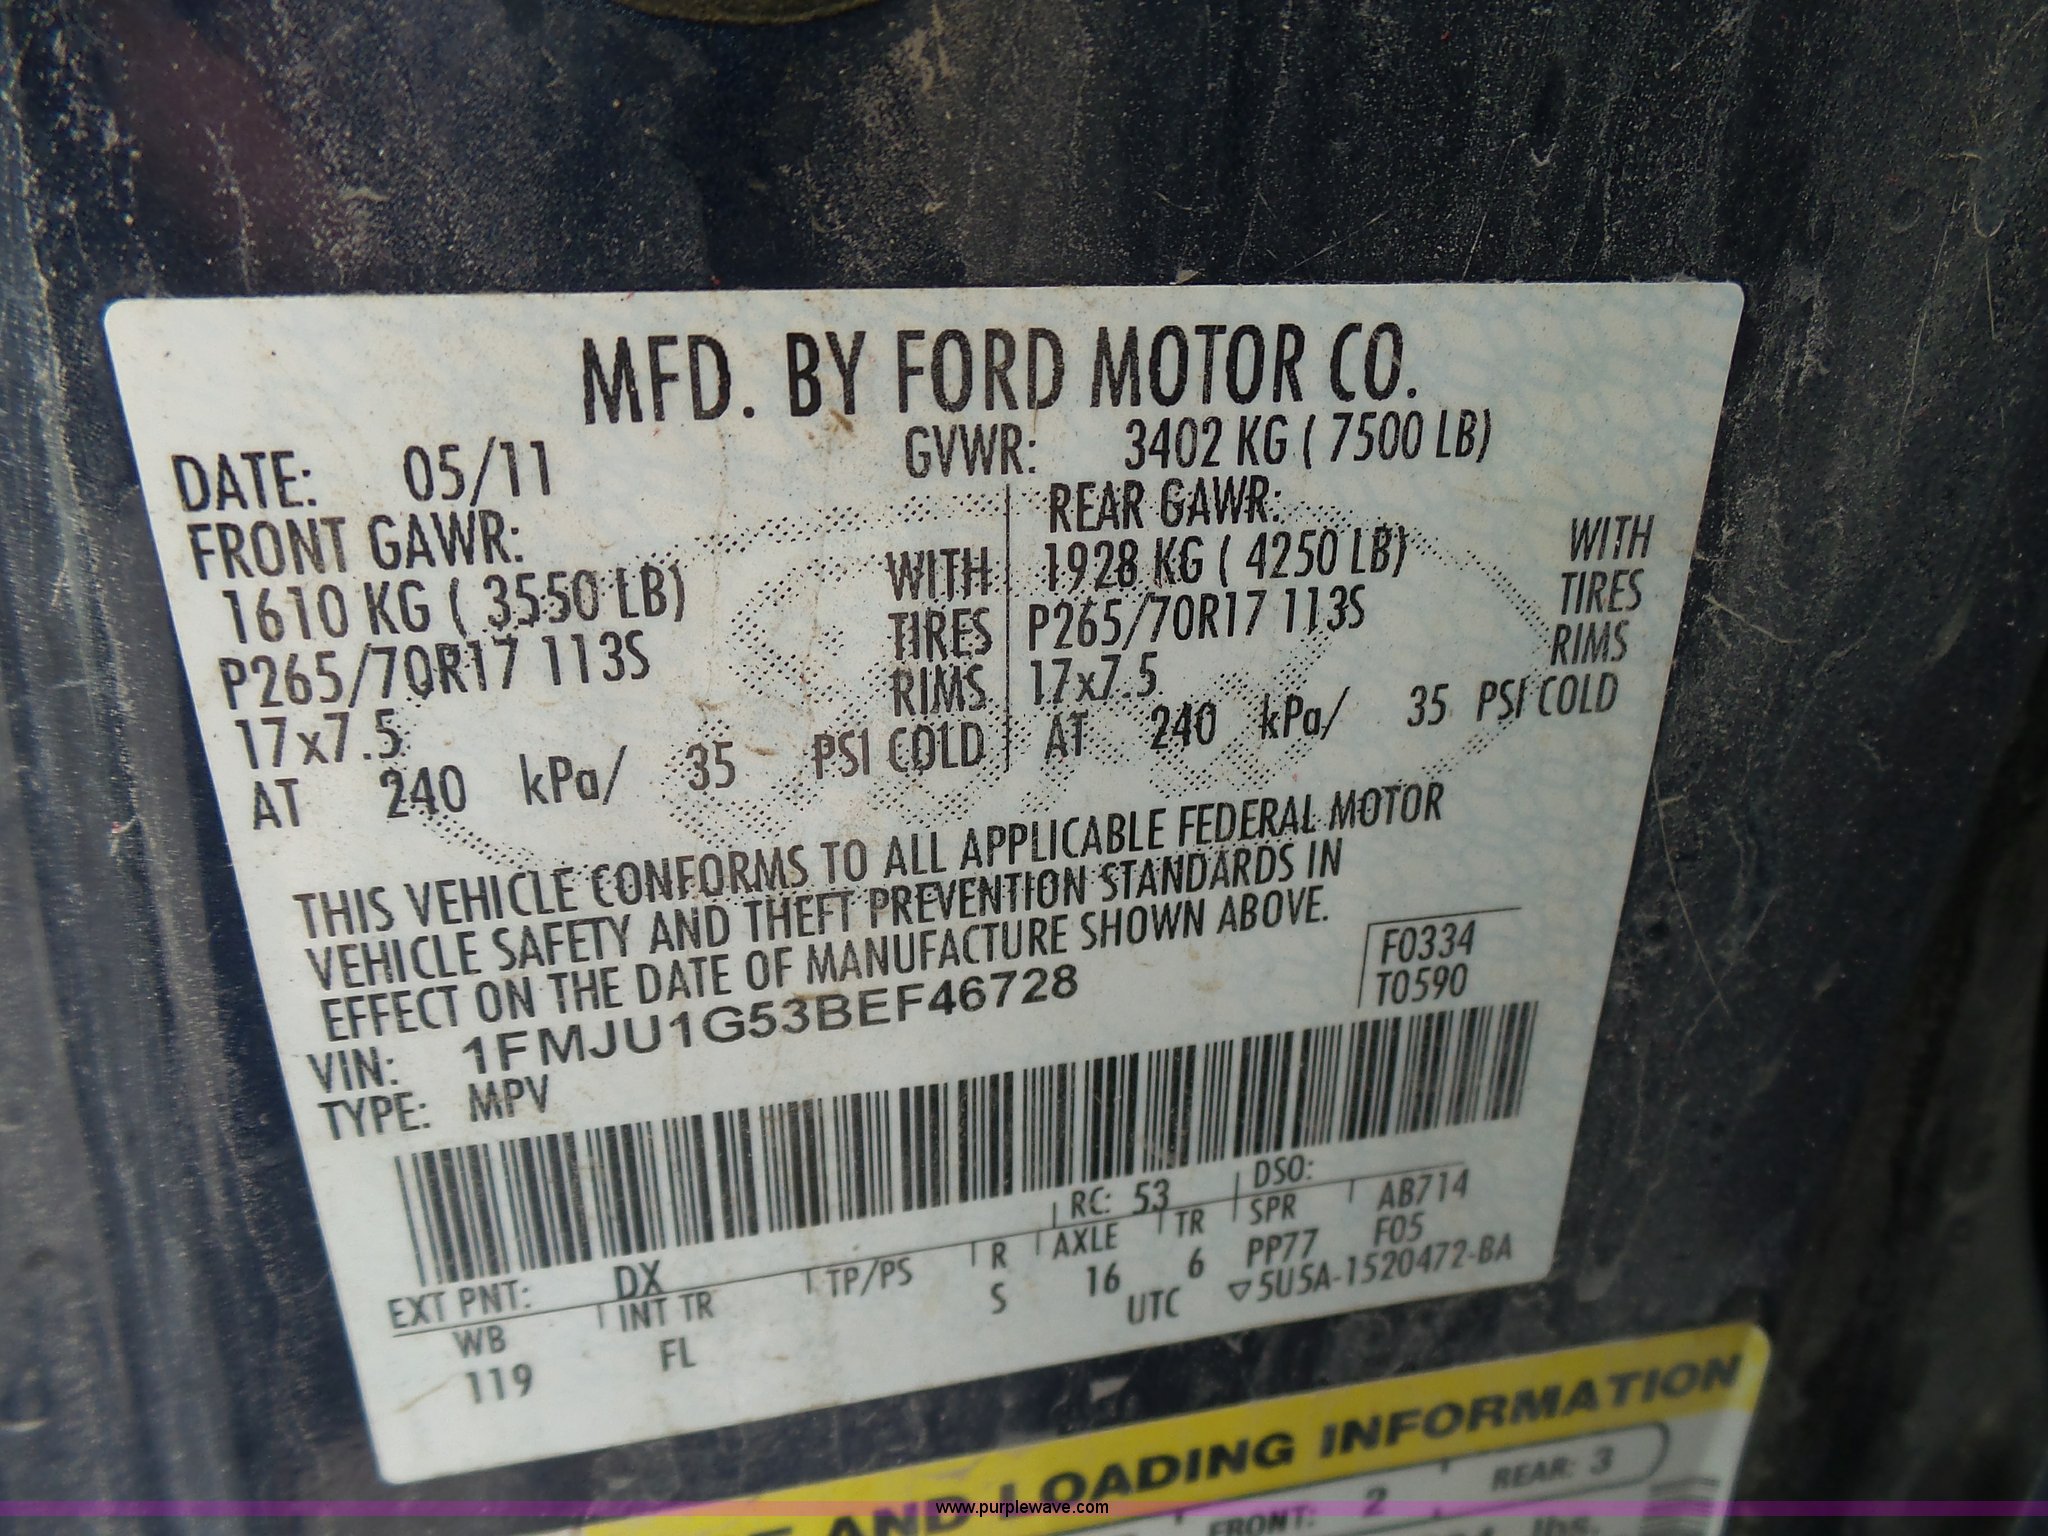 MFD. BY FORD MOTOR CO.
DATE: 05/11 GVWR: 3402 KG ( 7500 LB)
FRONT GAWR: REAR GAWR:
1610 KG ( 3550 LB) WITH 1928 KG ( 4250 LB) WITH
P265/70R17 113S TIRES P265/70R17 113S TIRES
17x7.5 RIMS 17x7.5 RIMS
AT 240 kPa/ 35 PSI COLD AT 240 kPa/ 35 PSI COLD
THIS VEHICLE CONFORMS TO ALL APPLICABLE FEDERAL MOTOR
VEHICLE SAFETY AND THEFT PREVENTION STANDARDS IN
EFFECT ON THE DATE OF MANUFACTURE SHOWN ABOVE.
F0334
VIN: 1FMJU1G53BEF46728 T0590
TYPE: MPV
EXT PNT: DX RC: 53 DSO:
WB INT TR TP/PS R AXLE TR SPR AB714
119 FL S 16 6 PP77 F05
UTC ▽5U5A-1520472-BA
AND LOADING INFORMATION
FRONT: 2 REAR: 3
lbs.
www.purplewave.com